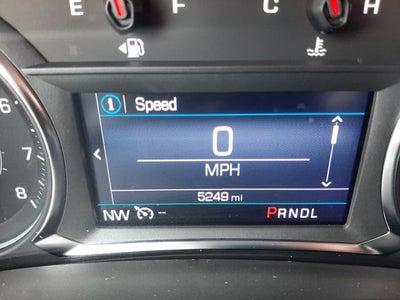 E F C H
Speed
6
0
7
MPH
8
5249 mi
NW -- PRNDL